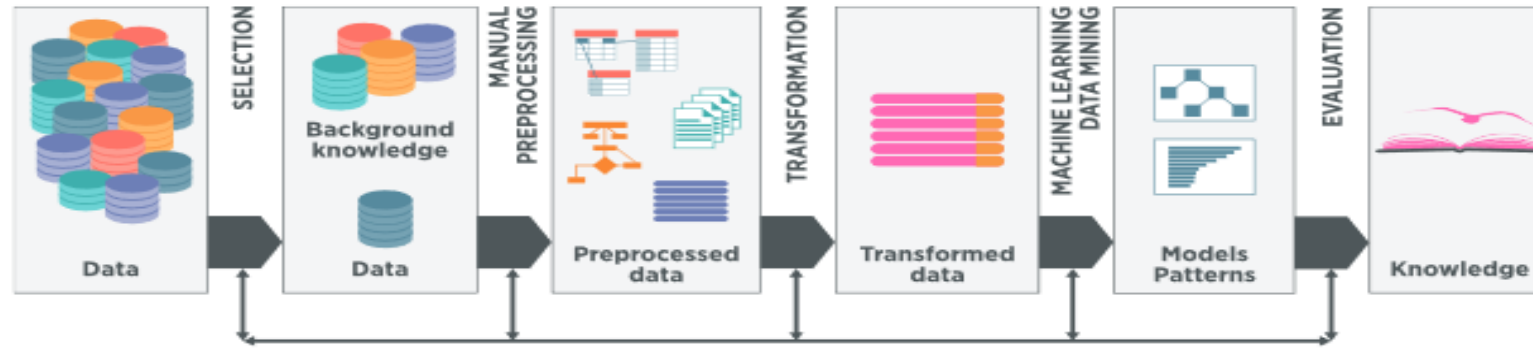 Data
SELECTION
Background
knowledge
Data
MANUAL
PREPROCESSING
Preprocessed
data
TRANSFORMATION
Transformed
data
MACHINE LEARNING
DATA MINING
Models
Patterns
EVALUATION
Knowledge